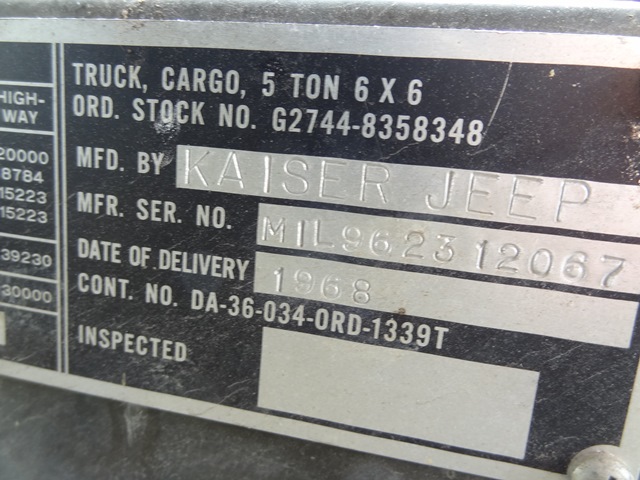 TRUCK, CARGO, 5 TON 6 X 6
ORD. STOCK NO. G2744-8358348
MFD. BY KAISER JEEP
MFR. SER. NO. MIL962312067
DATE OF DELIVERY 1968
CONT. NO. DA-36-034-ORD-1339T
INSPECTED
HIGH-
WAY
20000
8784
15223
15223
39230
30000